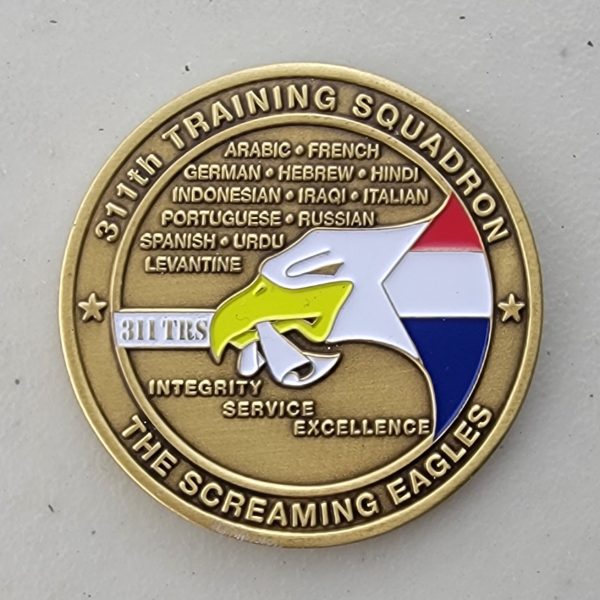 311th TRAINING SQUADRON
ARABIC • FRENCH
GERMAN • HEBREW • HINDI
INDONESIAN • IRAQI • ITALIAN
PORTUGUESE • RUSSIAN
SPANISH • URDU
LEVANTINE
311 TRS
INTEGRITY
SERVICE
EXCELLENCE
THE SCREAMING EAGLES